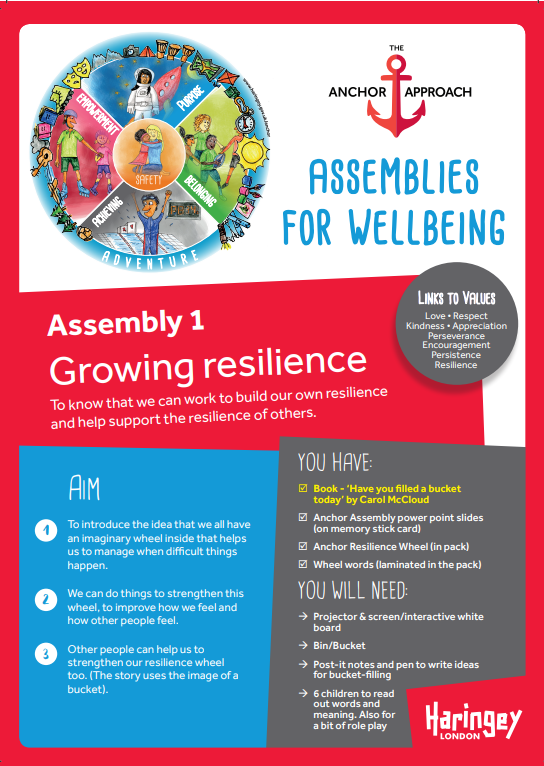 THE
ANCHOR APPROACH
EMPOWERMENT
PURPOSE
SAFETY
ACHIEVING
BELONGING
ADVENTURE
ASSEMBLIES
FOR WELLBEING
LINKS TO VALUES
Love • Respect
Kindness • Appreciation
Perseverance
Encouragement
Persistence
Resilience
Assembly 1
Growing resilience
To know that we can work to build our own resilience
and help support the resilience of others.
AIM
1 To introduce the idea that we all have
an imaginary wheel inside that helps
us to manage when difficult things
happen.
2 We can do things to strengthen this
wheel, to improve how we feel and
how other people feel.
3 Other people can help us to
strengthen our resilience wheel
too. (The story uses the image of a
bucket).
YOU HAVE:
☑ Book - ‘Have you filled a bucket
today’ by Carol McCloud
☑ Anchor Assembly power point slides
(on memory stick card)
☑ Anchor Resilience Wheel (in pack)
☑ Wheel words (laminated in the pack)
YOU WILL NEED:
→ Projector & screen/interactive white
board
→ Bin/Bucket
→ Post-it notes and pen to write ideas
for bucket-filling
→ 6 children to read
out words and
meaning. Also for
a bit of role play
Haringey
LONDON